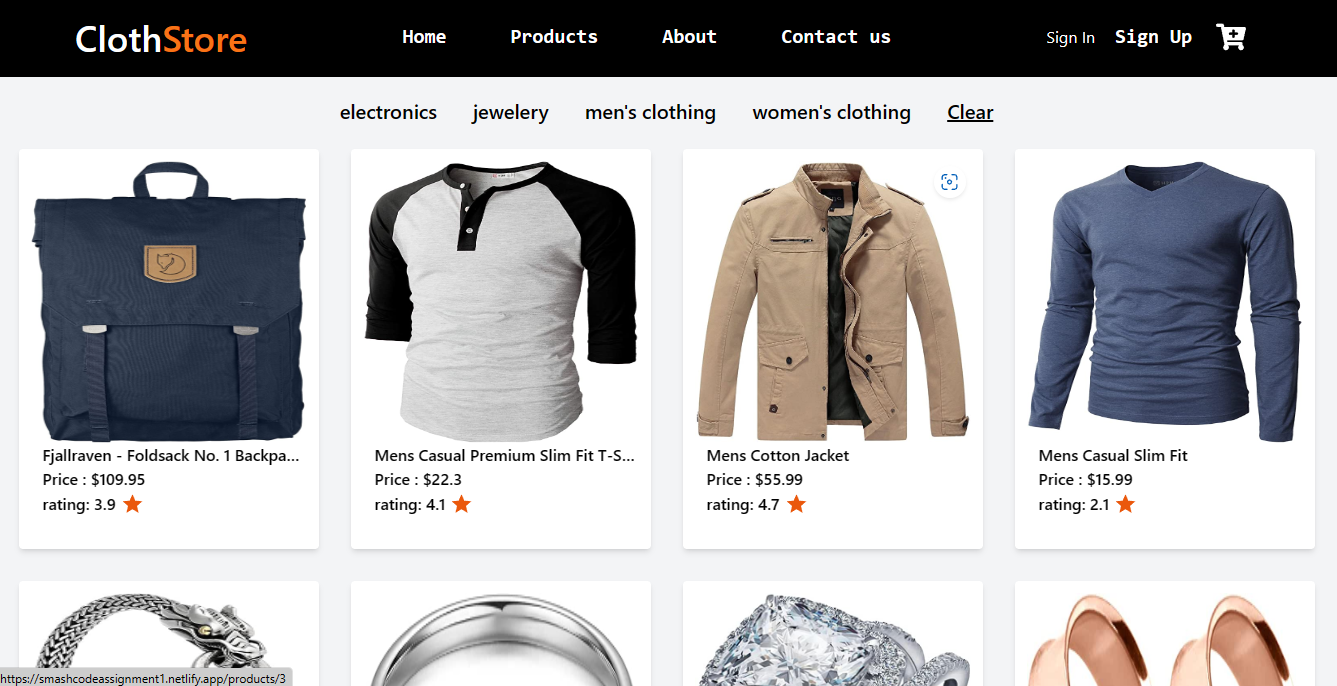 ClothStore Home Products About Contact us Sign In Sign Up
electronics jewelery men's clothing women's clothing Clear
Fjallraven - Foldsack No. 1 Backpa...
Price : $109.95
rating: 3.9
Mens Casual Premium Slim Fit T-S...
Price : $22.3
rating: 4.1
Mens Cotton Jacket
Price : $55.99
rating: 4.7
Mens Casual Slim Fit
Price : $15.99
rating: 2.1
https://smashcodeassignment1.netlify.app/products/3